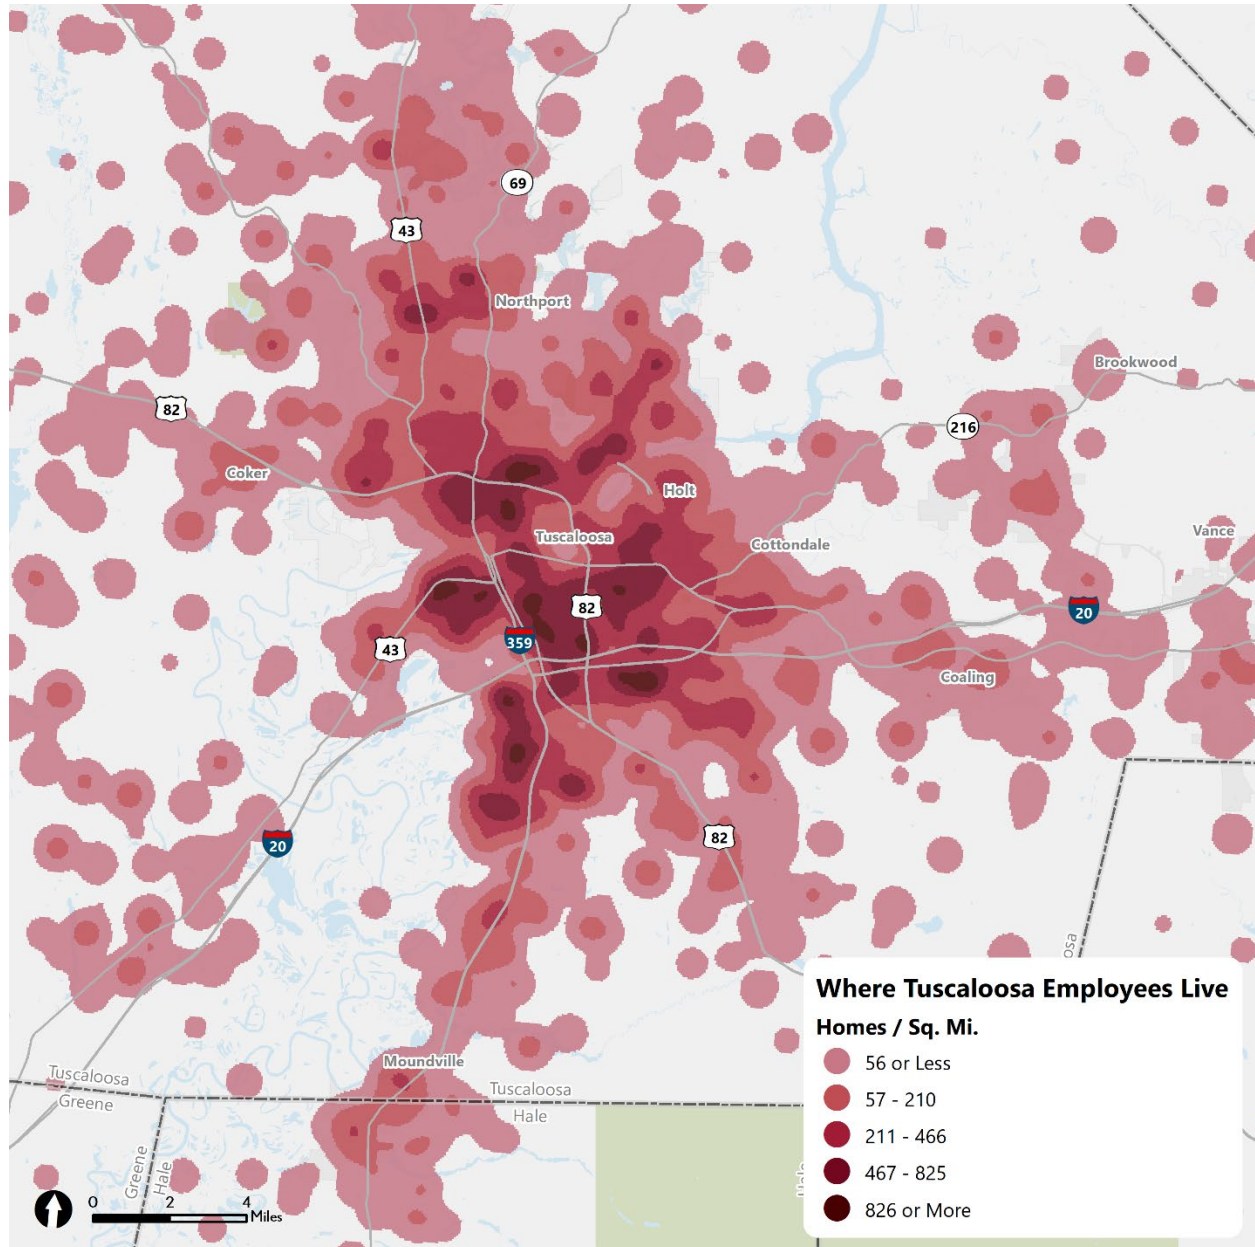 69
43
Northport
Brookwood
82
216
Coker
Holt
Tuscaloosa
Cottondale
Vance
82
20
359
43
Coaling
82
20
osa
Moundville
Tuscaloosa
Greene
Tuscaloosa
Hale
Greene
Hale
Where Tuscaloosa Employees Live
Homes / Sq. Mi.
56 or Less
57 - 210
211 - 466
467 - 825
826 or More
0 2 4
Miles